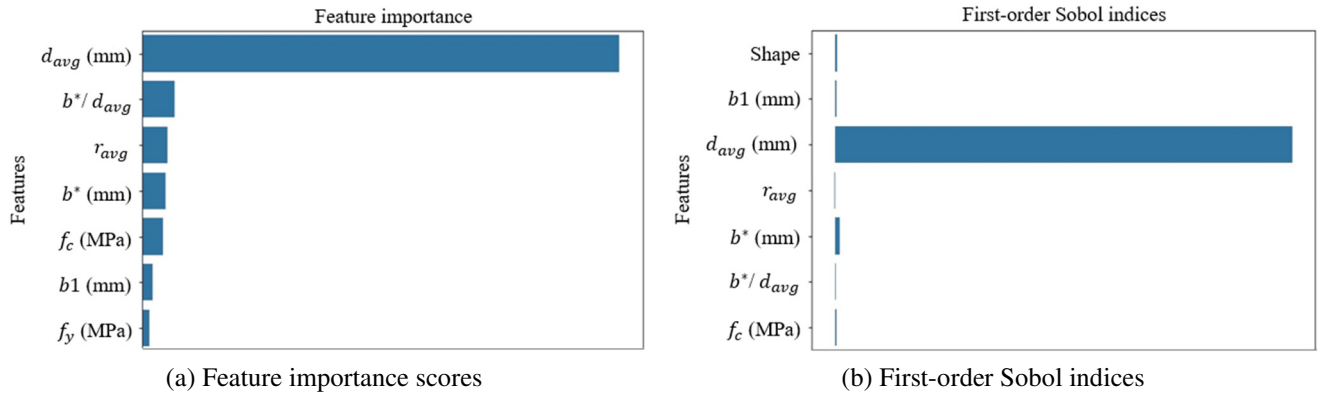 Feature importance
Features
d_avg (mm)
b*/ d_avg
r_avg
b* (mm)
f_c (MPa)
b1 (mm)
f_y (MPa)
(a) Feature importance scores
First-order Sobol indices
Features
Shape
b1 (mm)
d_avg (mm)
r_avg
b* (mm)
b*/ d_avg
f_c (MPa)
(b) First-order Sobol indices